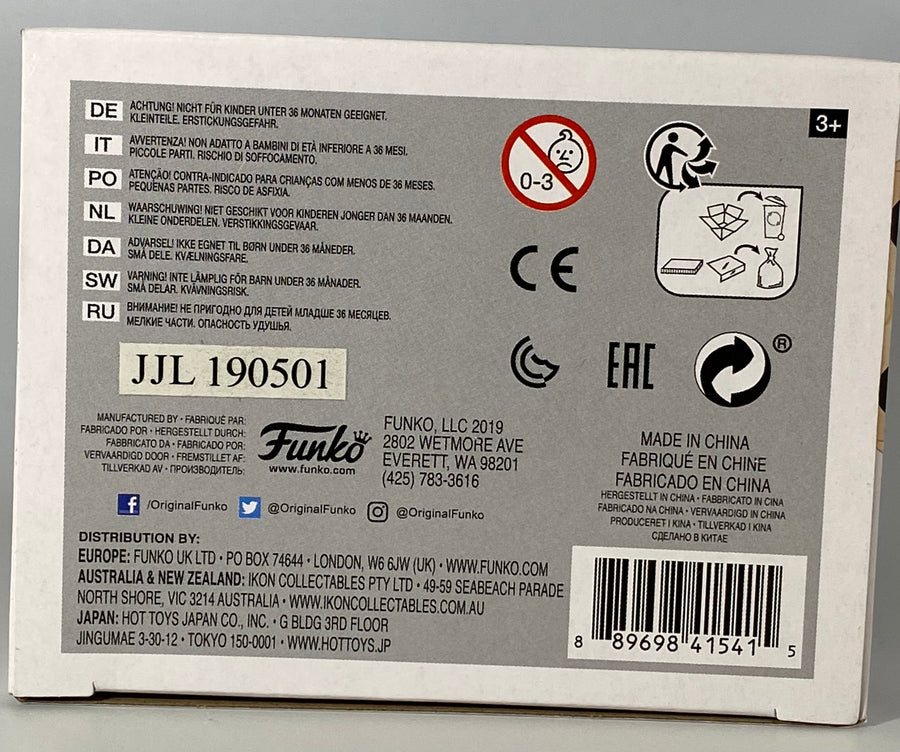 DE ACHTUNG! NICHT FÜR KINDER UNTER 36 MONATEN GEEIGNET.
KLEINTEILE. ERSTICKUNGSGEFAHR.
IT AVVERTENZA! NON ADATTO A BAMBINI DI ETÀ INFERIORE A 36 MESI.
PICCOLE PARTI. RISCHIO DI SOFFOCAMENTO.
PO ATENÇÃO! CONTRA-INDICADO PARA CRIANÇAS COM MENOS DE 36 MESES.
PEQUENAS PARTES. RISCO DE ASFIXIA.
NL WAARSCHUWING! NIET GESCHIKT VOOR KINDEREN JONGER DAN 36 MAANDEN.
KLEINE ONDERDELEN. VERSTIKKINGSGEVAAR.
DA ADVARSEL! IKKE EGNET TIL BØRN UNDER 36 MÅNEDER.
SMÅ DELE. KVÆLNINGSFARE.
SW VARNING! INTE LÄMPLIG FÖR BARN UNDER 36 MÅNADER.
SMÅ DELAR. KVÄVNINGSRISK.
RU ВНИМАНИЕ! НЕ ПРИГОДНО ДЛЯ ДЕТЕЙ МЛАДШЕ 36 МЕСЯЦЕВ.
МЕЛКИЕ ЧАСТИ. ОПАСНОСТЬ УДУШЬЯ.
0-3
3+
CE
EAC
®
JJL 190501
MANUFACTURED BY • FABRIQUÉ PAR:
FABRICADO POR • HERGESTELLT DURCH:
FABBRICATO DA • FABRICADO POR:
VERVAARDIGD DOOR • FREMSTILLET AF:
TILLVERKAD AV • ПРОИЗВОДИТЕЛЬ:
Funko
www.funko.com
FUNKO, LLC 2019
2802 WETMORE AVE
EVERETT, WA 98201
(425) 783-3616
/OriginalFunko @OriginalFunko @OriginalFunko
MADE IN CHINA
FABRIQUÉ EN CHINE
FABRICADO EN CHINA
HERGESTELLT IN CHINA • FABBRICATO IN CINA
FABRICADO NA CHINA • VERVAARDIGD IN CHINA
PRODUCERET I KINA • TILLVERKAD I KINA
СДЕЛАНО В КИТАЕ
DISTRIBUTION BY:
EUROPE: FUNKO UK LTD • PO BOX 74644 • LONDON, W6 6JW (UK) • WWW.FUNKO.COM
AUSTRALIA & NEW ZEALAND: IKON COLLECTABLES PTY LTD • 49-59 SEABEACH PARADE
NORTH SHORE, VIC 3214 AUSTRALIA • WWW.IKONCOLLECTABLES.COM.AU
JAPAN: HOT TOYS JAPAN CO., INC. • G BLDG 3RD FLOOR
JINGUMAE 3-30-12 • TOKYO 150-0001 • WWW.HOTTOYS.JP
8 89698 41541 5